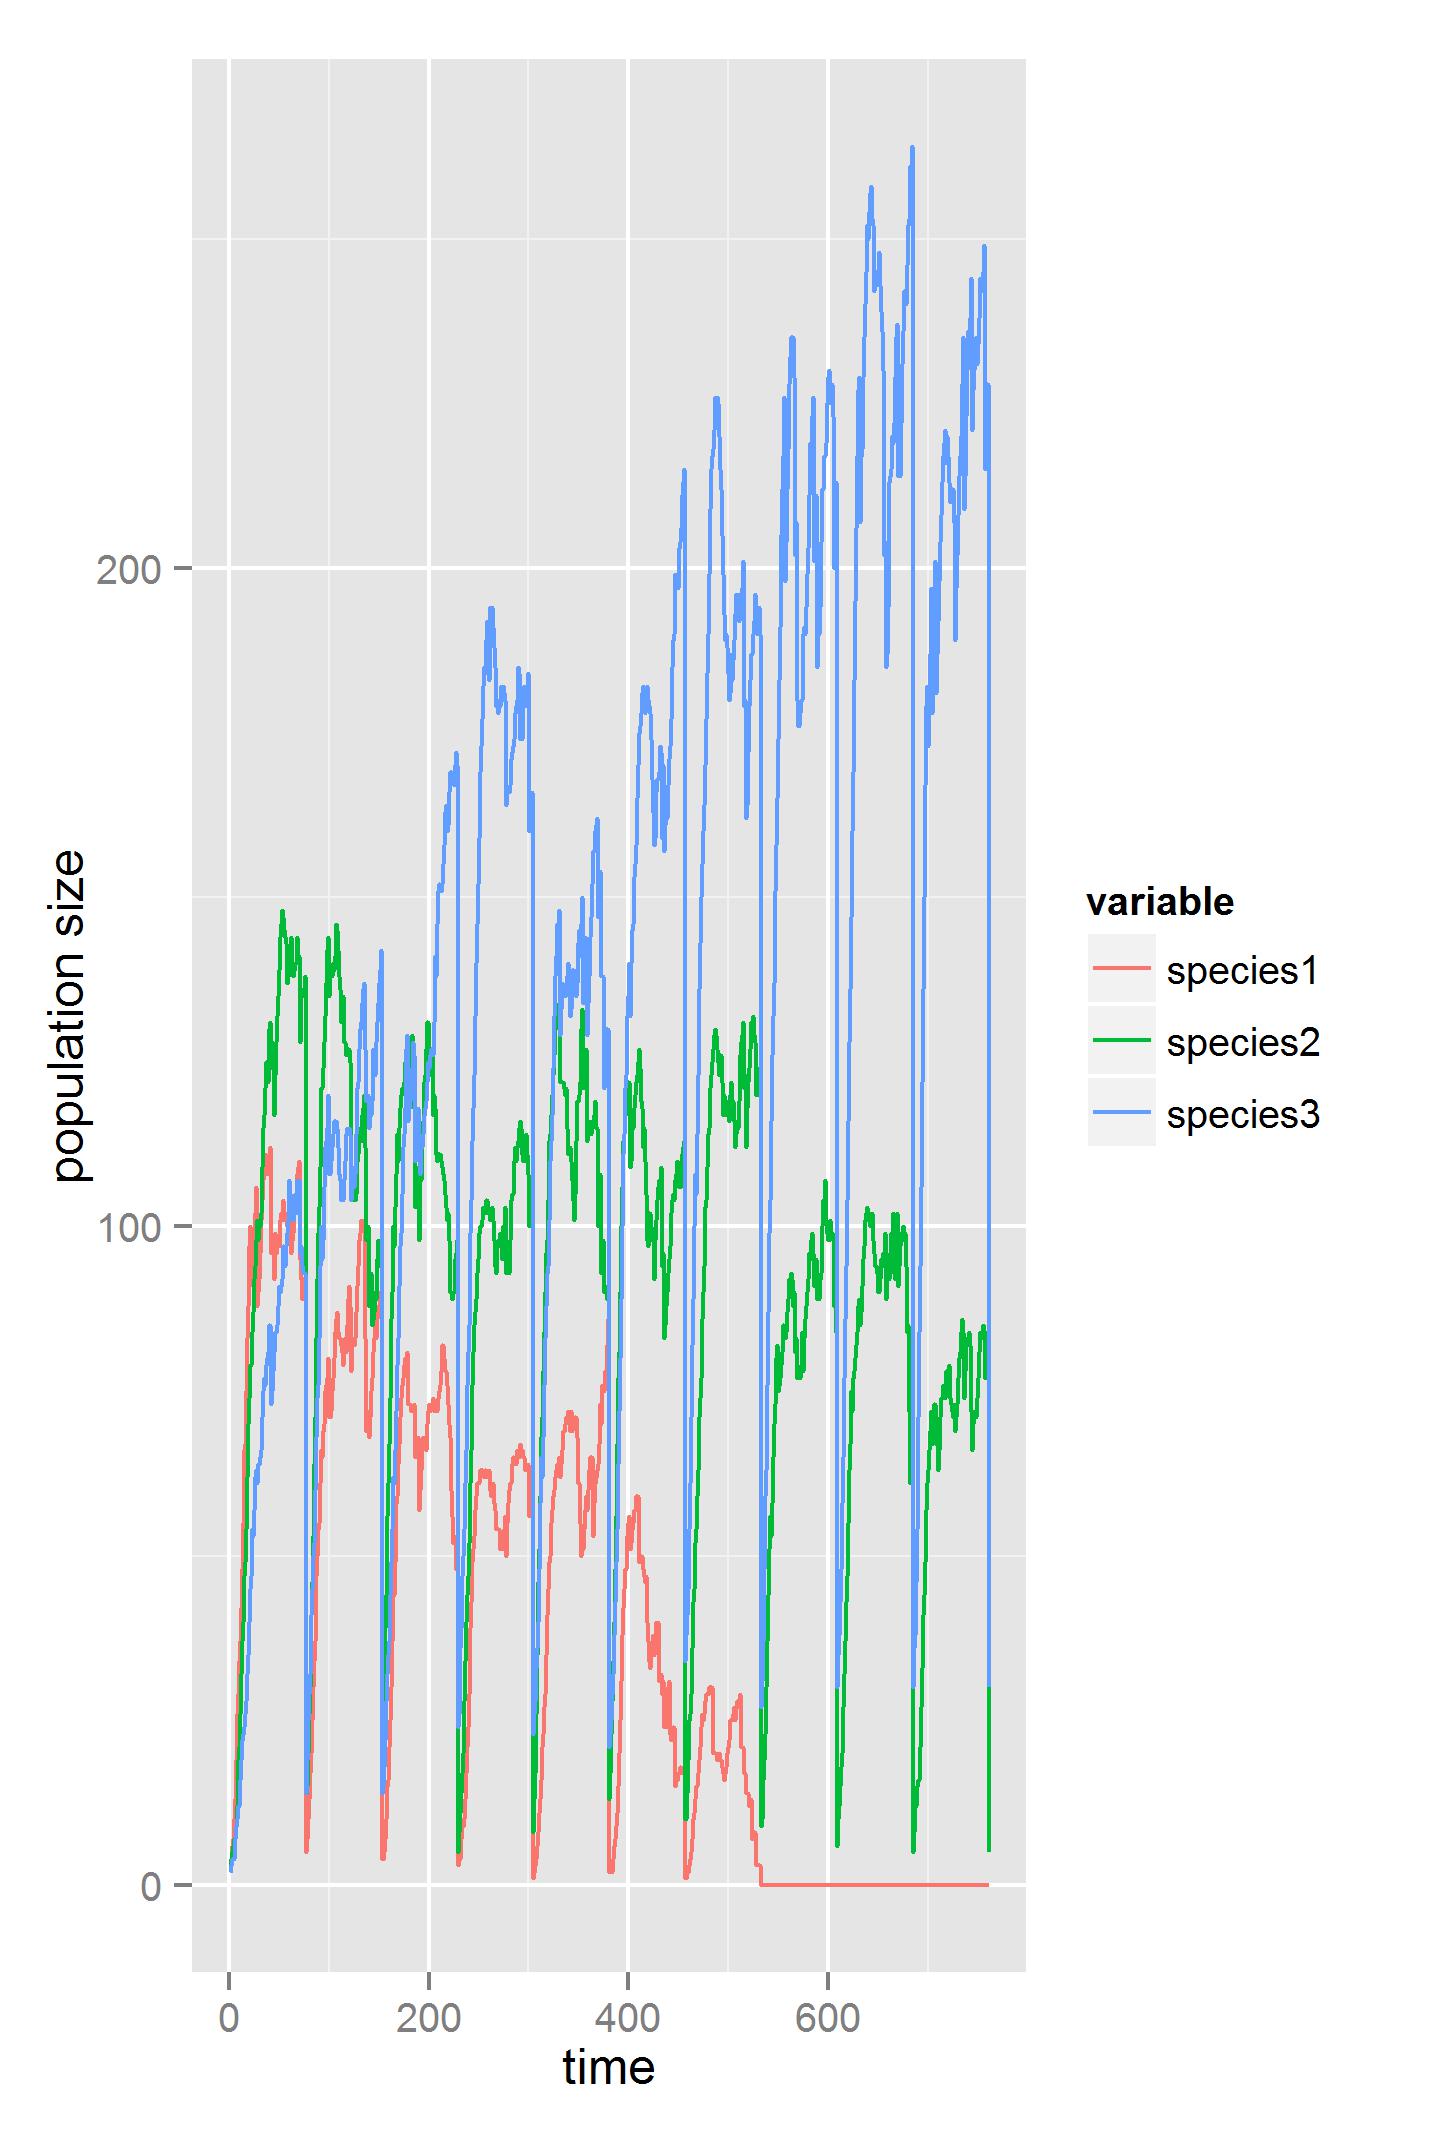 population size
200
100
0
0 200 400 600
time
variable
species1
species2
species3